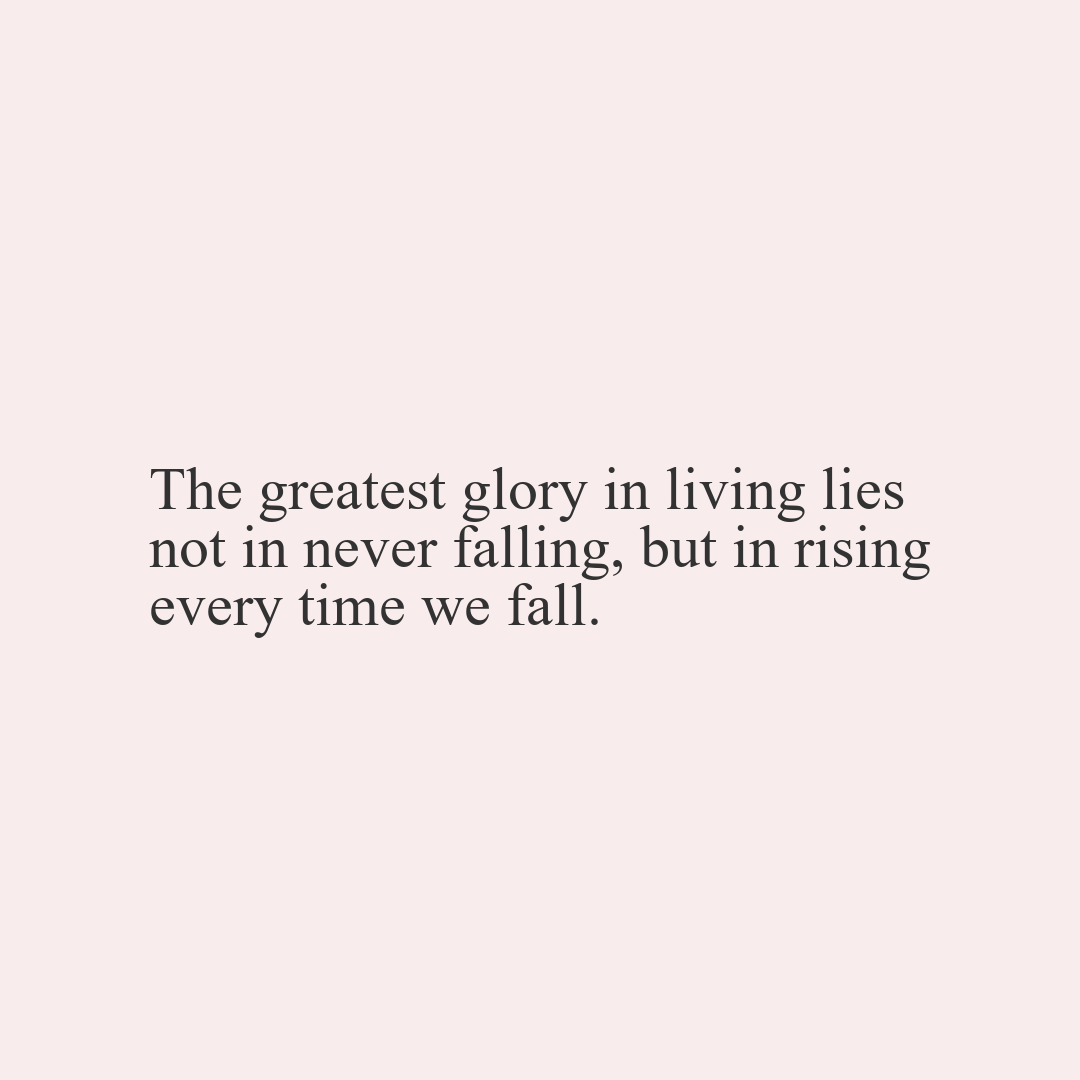 The greatest glory in living lies
not in never falling, but in rising
every time we fall.